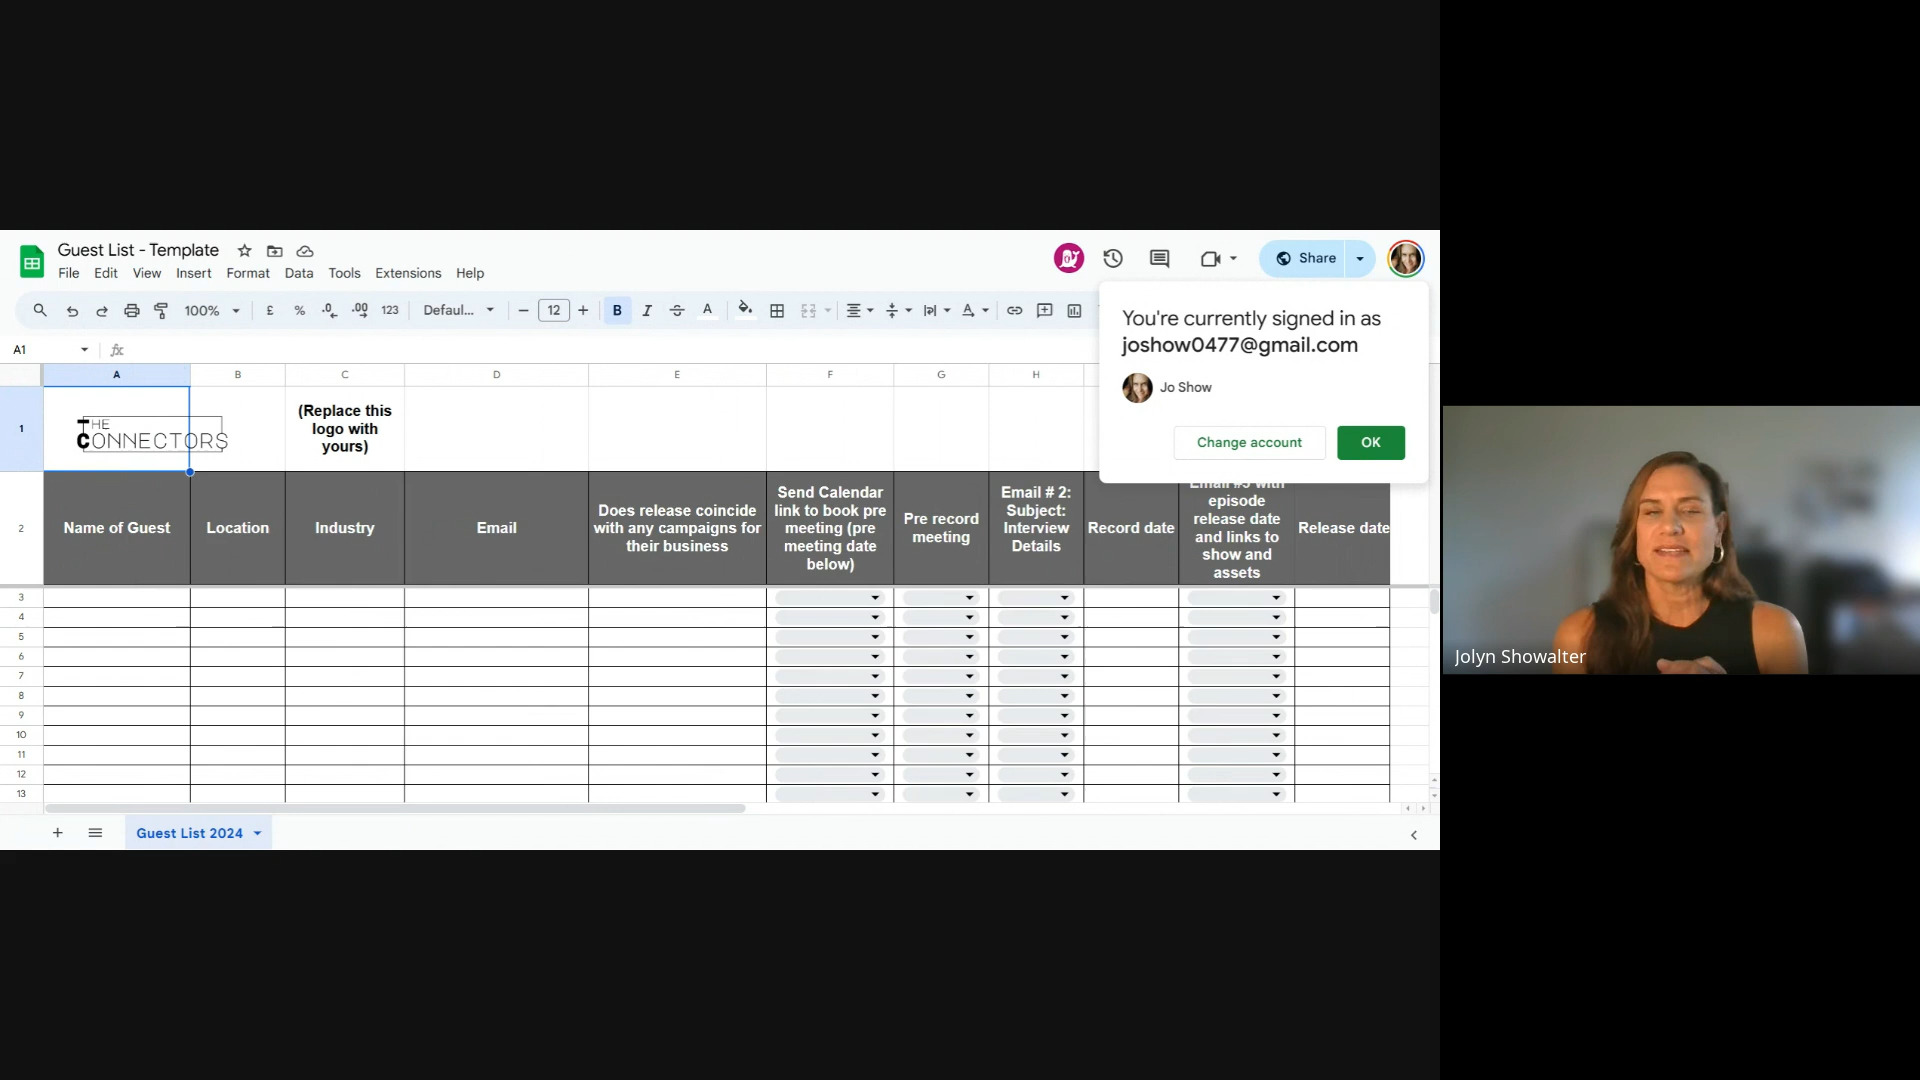 Guest List - Template
File Edit View Insert Format Data Tools Extensions Help
Share
100% £ % .0 .00 123 Defaul... 12 B I A
A1 fx
You're currently signed in as
joshow0477@gmail.com
Jo Show
Change account OK
A B C D E F G H
1
THE
CONNECTORS
(Replace this
logo with
yours)
2
Name of Guest
Location
Industry
Email
Does release coincide
with any campaigns for
their business
Send Calendar
link to book pre
meeting (pre
meeting date
below)
Pre record
meeting
Email # 2:
Subject:
Interview
Details
Record date
Email #3 with
episode
release date
and links to
show and
assets
Release date
3
4
5
6
7
8
9
10
11
12
13
Guest List 2024
Jolyn Showalter